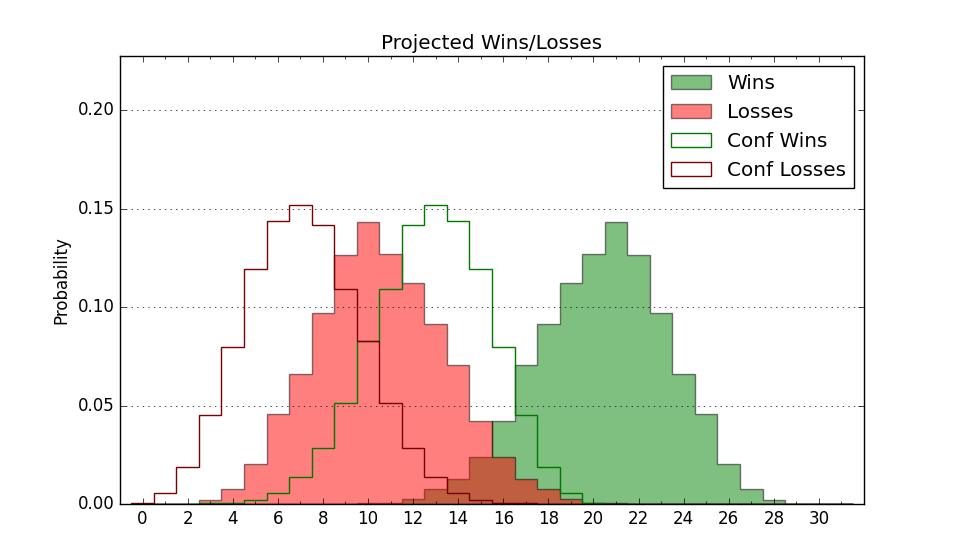 Projected Wins/Losses
Wins
Losses
Conf Wins
Conf Losses
Probability
0.20
0.15
0.10
0.05
0.00
0 2 4 6 8 10 12 14 16 18 20 22 24 26 28 30